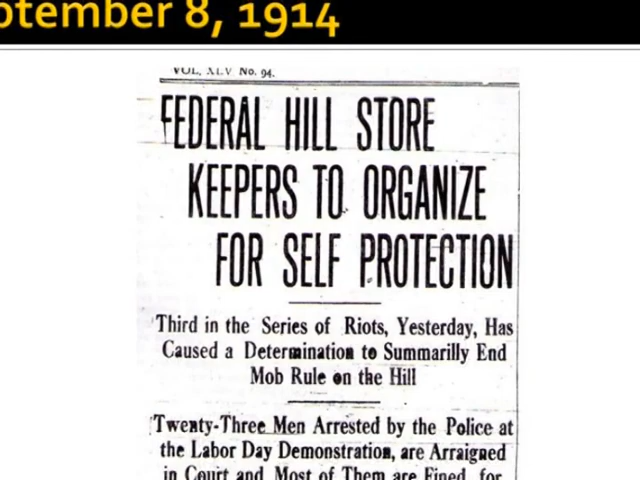 ptember 8, 1914
VOL. XLV No. 94.
FEDERAL HILL STORE
KEEPERS TO ORGANIZE
FOR SELF PROTECTION
Third in the Series of Riots, Yesterday, Has
Caused a Determination to Summarilly End
Mob Rule on the Hill
Twenty-Three Men Arrested by the Police at
the Labor Day Demonstration, are Arraigned
in Court and Most of Them are Fined, for